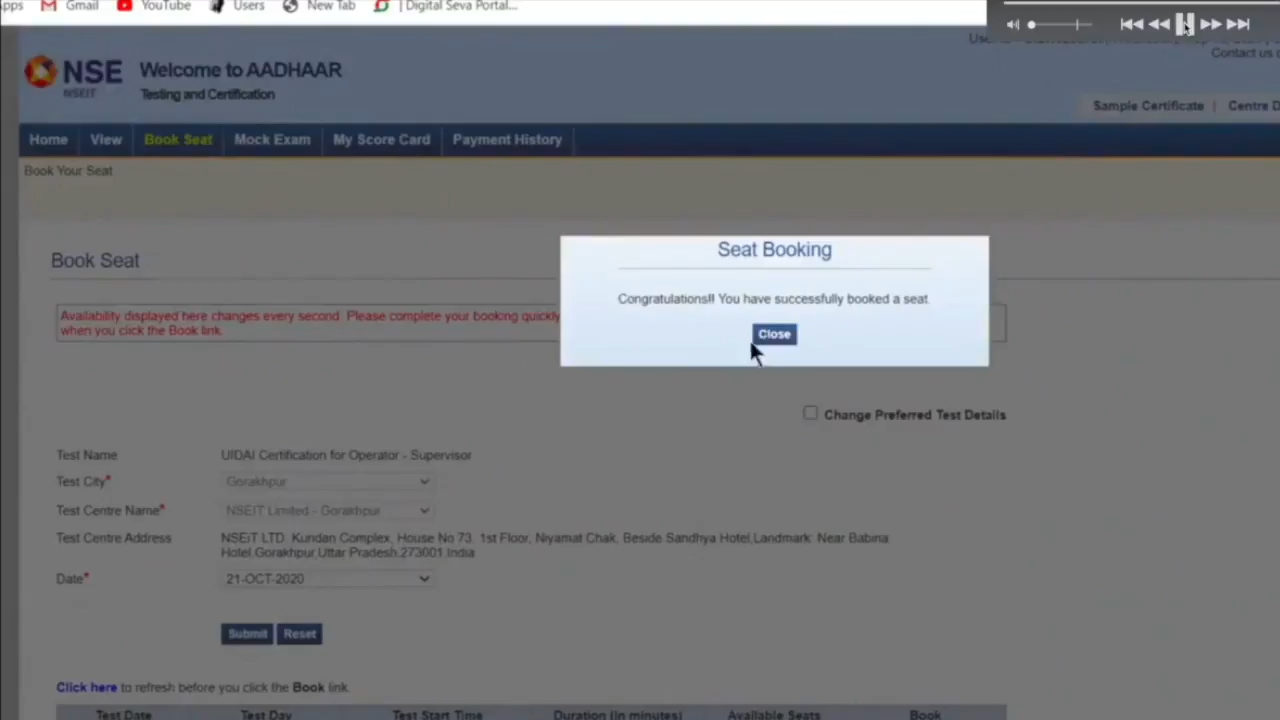 Gmail YouTube Users New Tab | Digital Seva Portal...
Contact us
NSE
NSEIT
Welcome to AADHAAR
Testing and Certification
Sample Certificate | Centre
Home View Book Seat Mock Exam My Score Card Payment History
Book Your Seat
Book Seat
Seat Booking
Congratulations!! You have successfully booked a seat.
Close
Availability displayed here changes every second. Please complete your booking quickly
when you click the Book link.
Change Preferred Test Details
Test Name UIDAI Certification for Operator - Supervisor
Test City* Gorakhpur
Test Centre Name* NSEIT Limited - Gorakhpur
Test Centre Address NSEIT LTD. Kundan Complex, House No 73, 1st Floor, Niyamat Chak, Beside Sandhya Hotel,Landmark: Near Babina
Hotel,Gorakhpur,Uttar Pradesh,273001,India
Date* 21-OCT-2020
Submit Reset
Click here to refresh before you click the Book link.
Test Date Test Day Test Start Time Duration (In minutes) Available Seats Book